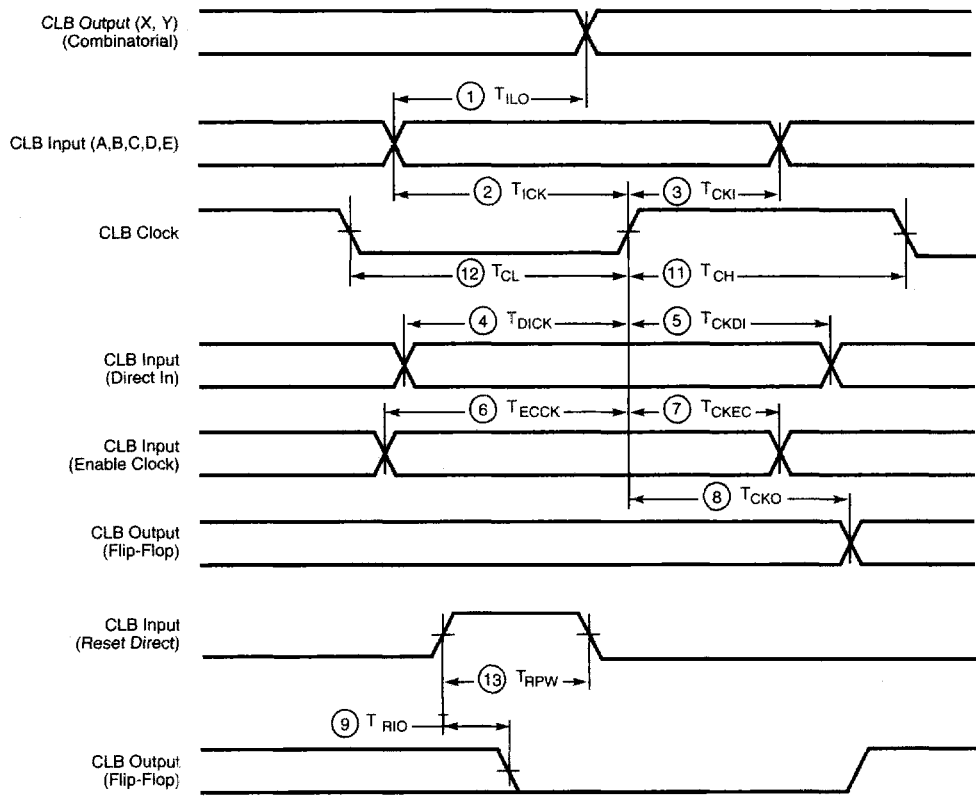 CLB Output (X, Y)
(Combinatorial)
1 TILO
CLB Input (A,B,C,D,E)
2 TICK
3 TCKI
CLB Clock
12 TCL
11 TCH
4 TDICK
5 TCKDI
CLB Input
(Direct In)
6 TECCK
7 TCKEC
CLB Input
(Enable Clock)
8 TCKO
CLB Output
(Flip-Flop)
CLB Input
(Reset Direct)
13 TRPW
9 T RIO
CLB Output
(Flip-Flop)